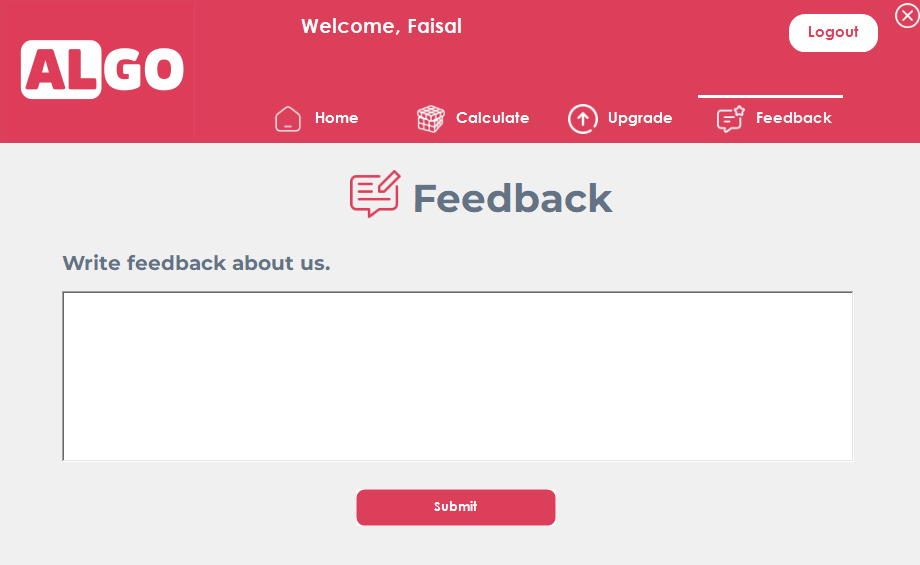 Welcome, Faisal
Logout
ALGO
Home
Calculate
Upgrade
Feedback
Feedback
Write feedback about us.
Submit